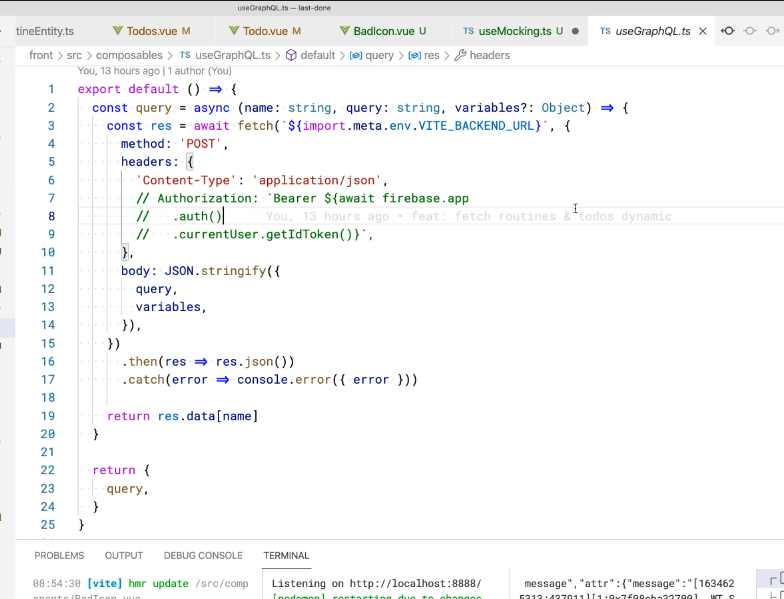 useGraphQL.ts — last-done
tineEntity.ts Todos.vue M Todo.vue M BadIcon.vue U TS useMocking.ts U TS useGraphQL.ts
front > src > composables > TS useGraphQL.ts > default > query > res > headers
You, 13 hours ago | 1 author (You)
1 export default () ⇒ {
2 const query = async (name: string, query: string, variables?: Object) ⇒ {
3 const res = await fetch(`${import.meta.env.VITE_BACKEND_URL}`, {
4 method: 'POST',
5 headers: {
6 'Content-Type': 'application/json',
7 // Authorization: `Bearer ${await firebase.app
8 // .auth() You, 13 hours ago • feat: fetch routines & todos dynamic
9 // .currentUser.getIdToken()}`,
10 },
11 body: JSON.stringify({
12 query,
13 variables,
14 }),
15 })
16 .then(res ⇒ res.json())
17 .catch(error ⇒ console.error({ error }))
18
19 return res.data[name]
20 }
21
22 return {
23 query,
24 }
25 }
PROBLEMS OUTPUT DEBUG CONSOLE TERMINAL
08:54:30 [vite] hmr update /src/comp
onents/BadIcon.vue
Listening on http://localhost:8888/
[nodemon] restarting due to changes
message","attr":{"message":"[163462
5313:437911][1:0x7f08cba32700], WT_S